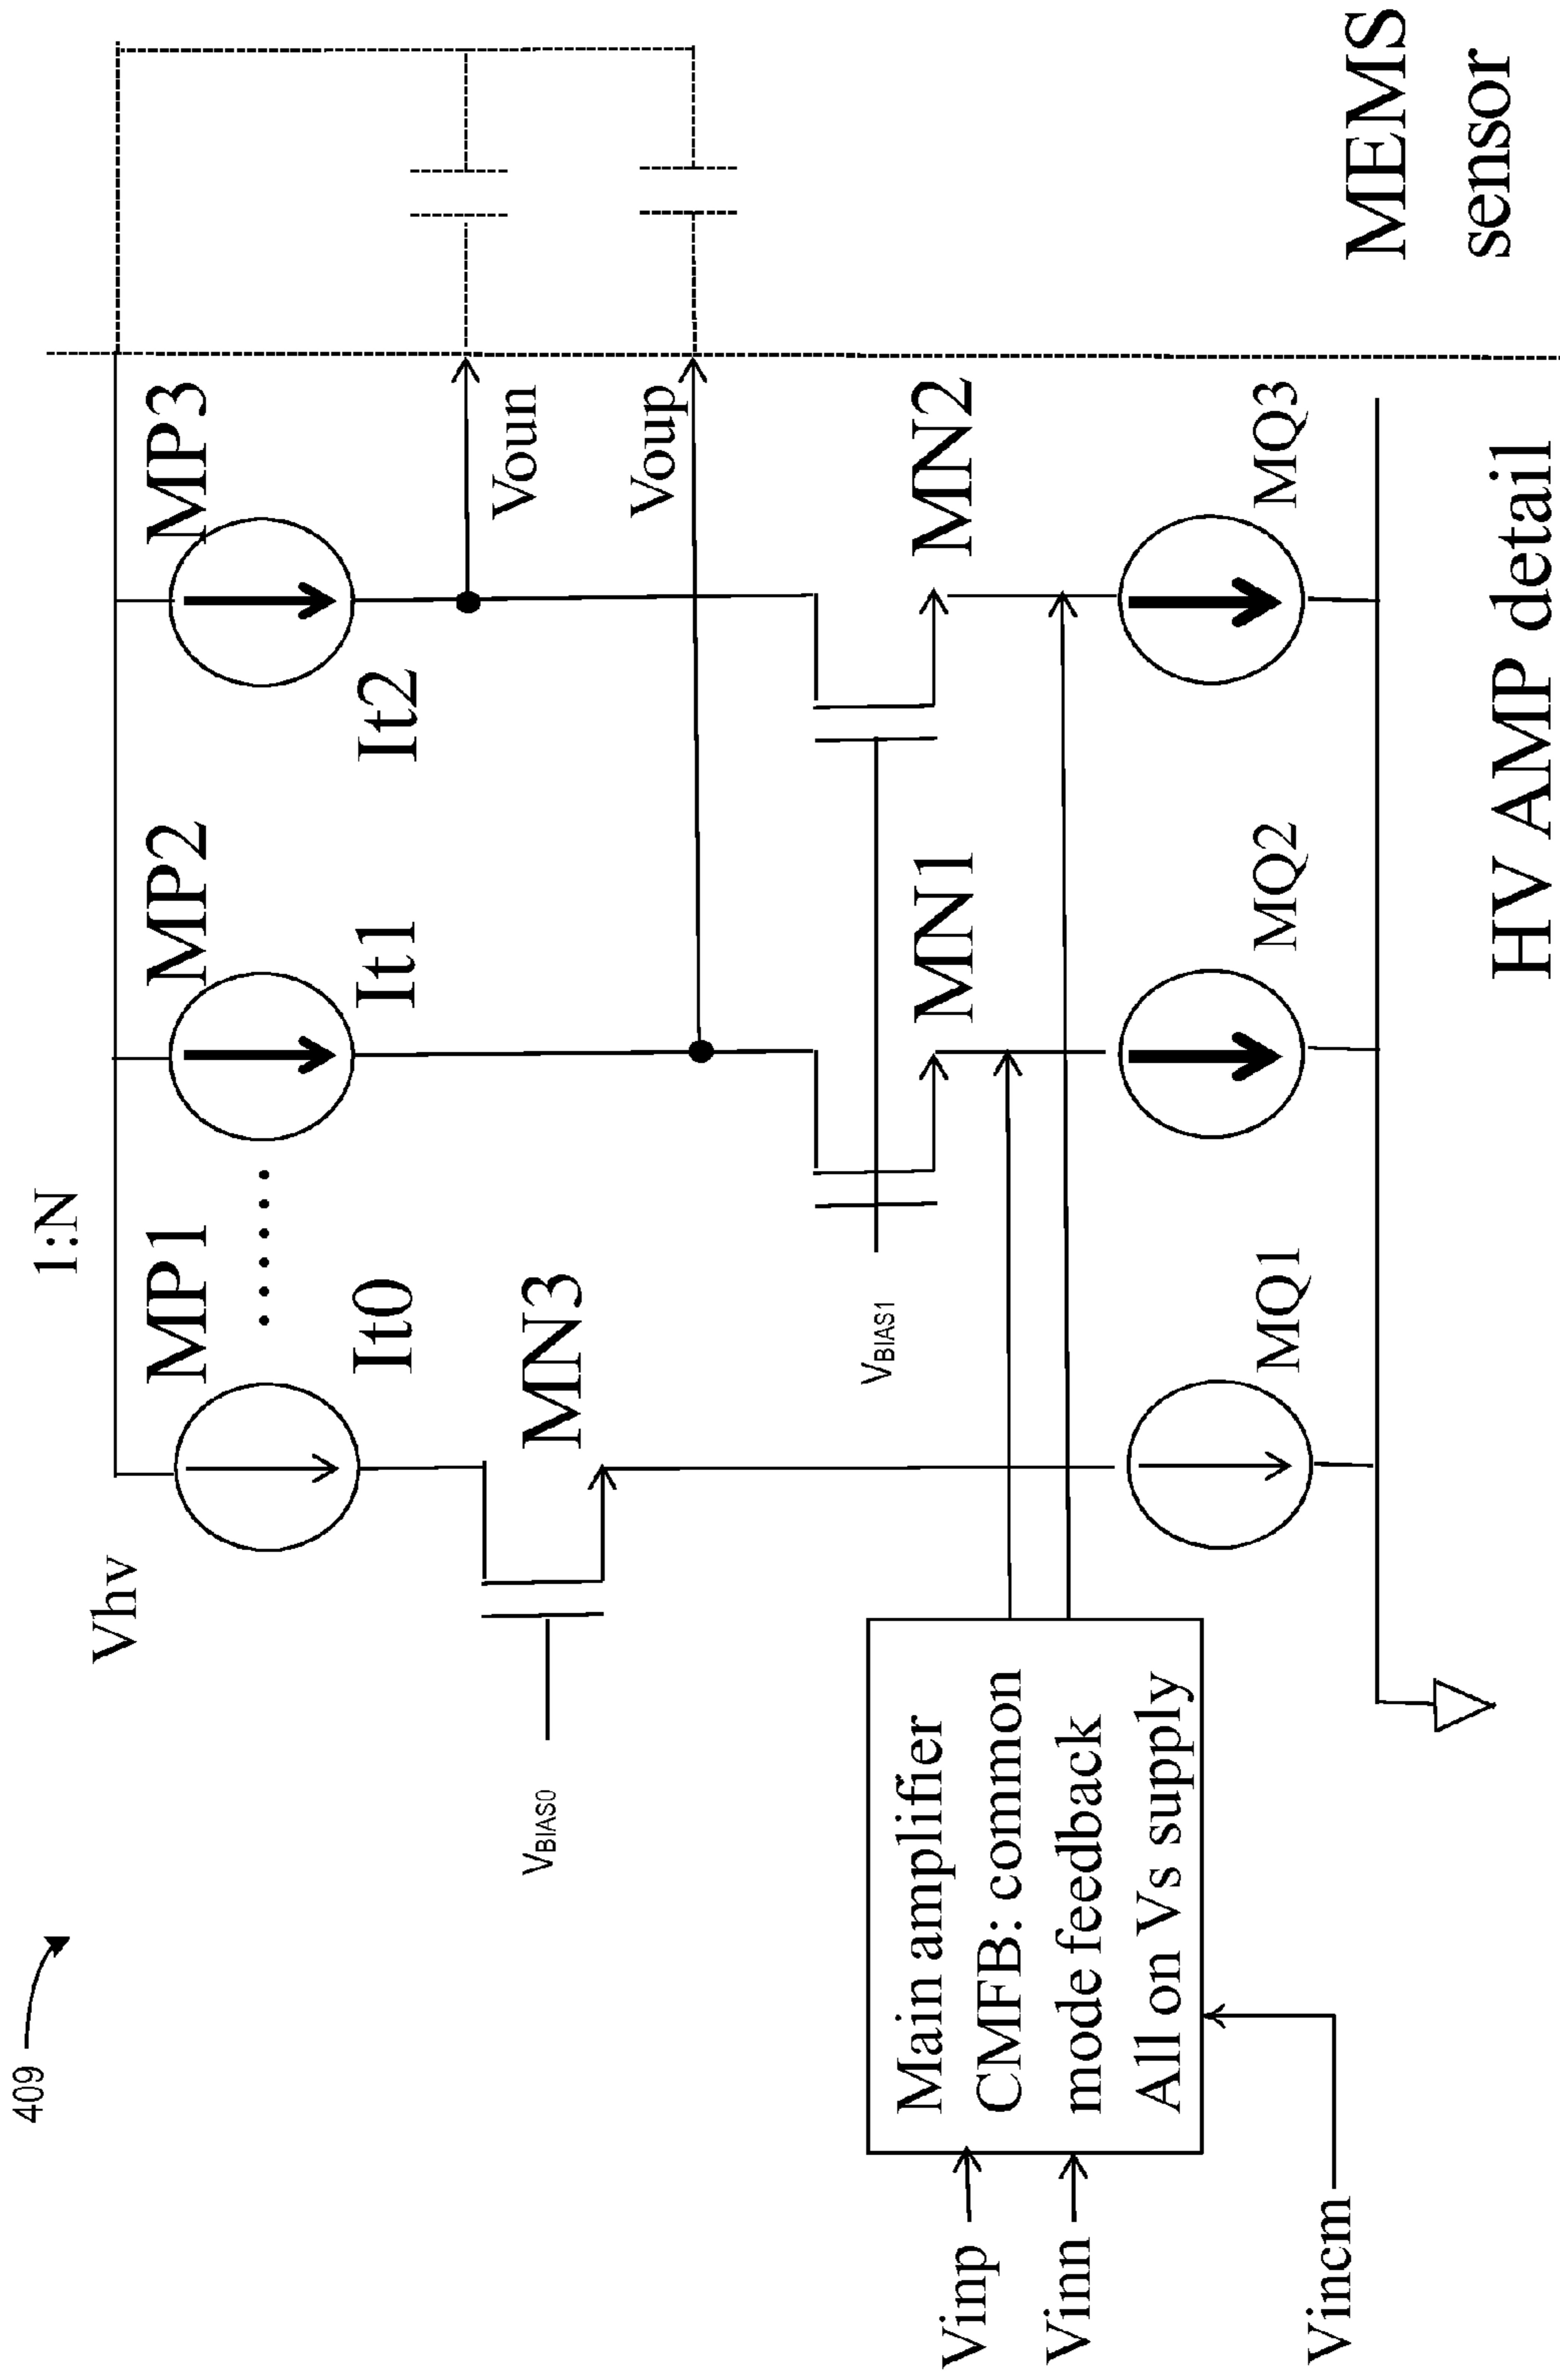 409
1:N
Vhv
MP1
MP2
MP3
It0
It1
It2
MN3
VBIAS0
Voun
Voup
MN1
MN2
VBIAS1
Main amplifier
CMFB: common
mode feedback
All on Vs supply
Vinp
Vinn
Vincm
MQ1
MQ2
MQ3
MEMS
sensor
HV AMP detail